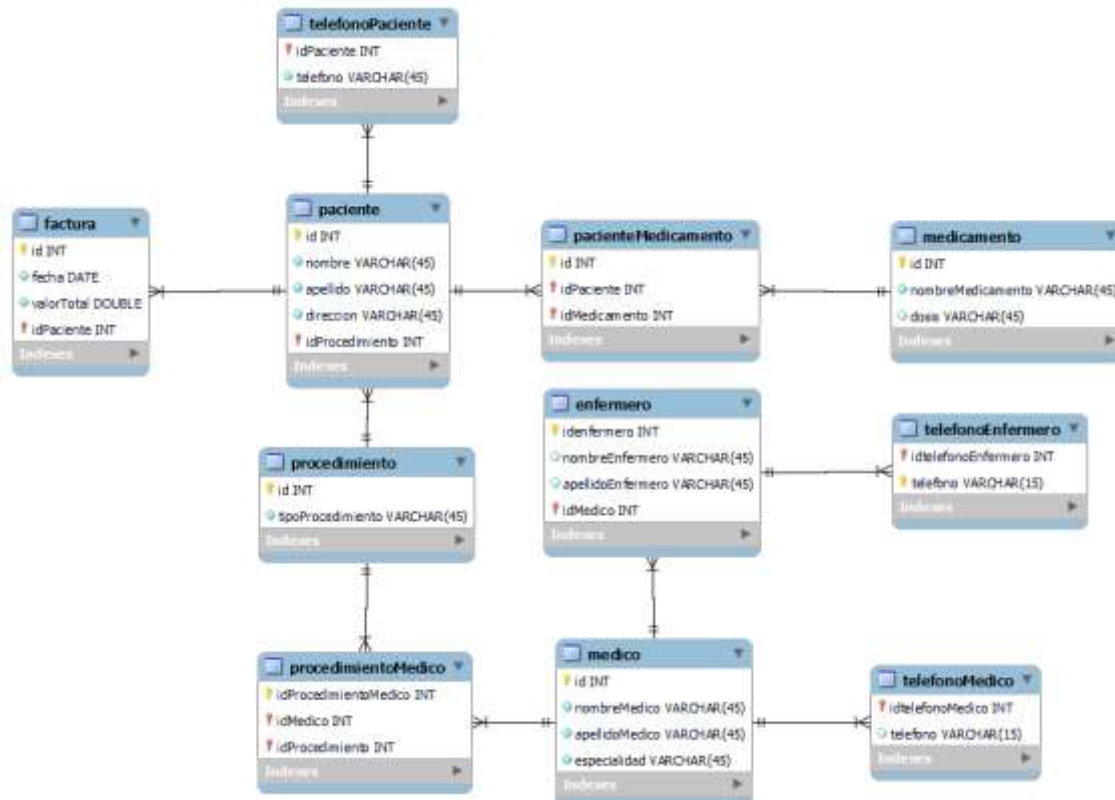 telefonoPaciente
idPaciente INT
telefono VARCHAR(45)
Indexes
factura
id INT
fecha DATE
valorTotal DOUBLE
idPaciente INT
Indexes
paciente
id INT
nombre VARCHAR(45)
apellido VARCHAR(45)
direccion VARCHAR(45)
idProcedimiento INT
Indexes
pacienteMedicamento
id INT
idPaciente INT
idMedicamento INT
Indexes
medicamento
id INT
nombreMedicamento VARCHAR(45)
dosis VARCHAR(45)
Indexes
procedimiento
id INT
tipoProcedimiento VARCHAR(45)
Indexes
enfermero
idenfermero INT
nombreEnfermero VARCHAR(45)
apellidoEnfermero VARCHAR(45)
idMedico INT
Indexes
telefonoEnfermero
idtelefonoEnfermero INT
telefono VARCHAR(15)
Indexes
procedimientoMedico
idProcedimientoMedico INT
idMedico INT
idProcedimiento INT
Indexes
medico
id INT
nombreMedico VARCHAR(45)
apellidoMedico VARCHAR(45)
especialidad VARCHAR(45)
Indexes
telefonoMedico
idtelefonoMedico INT
telefono VARCHAR(15)
Indexes